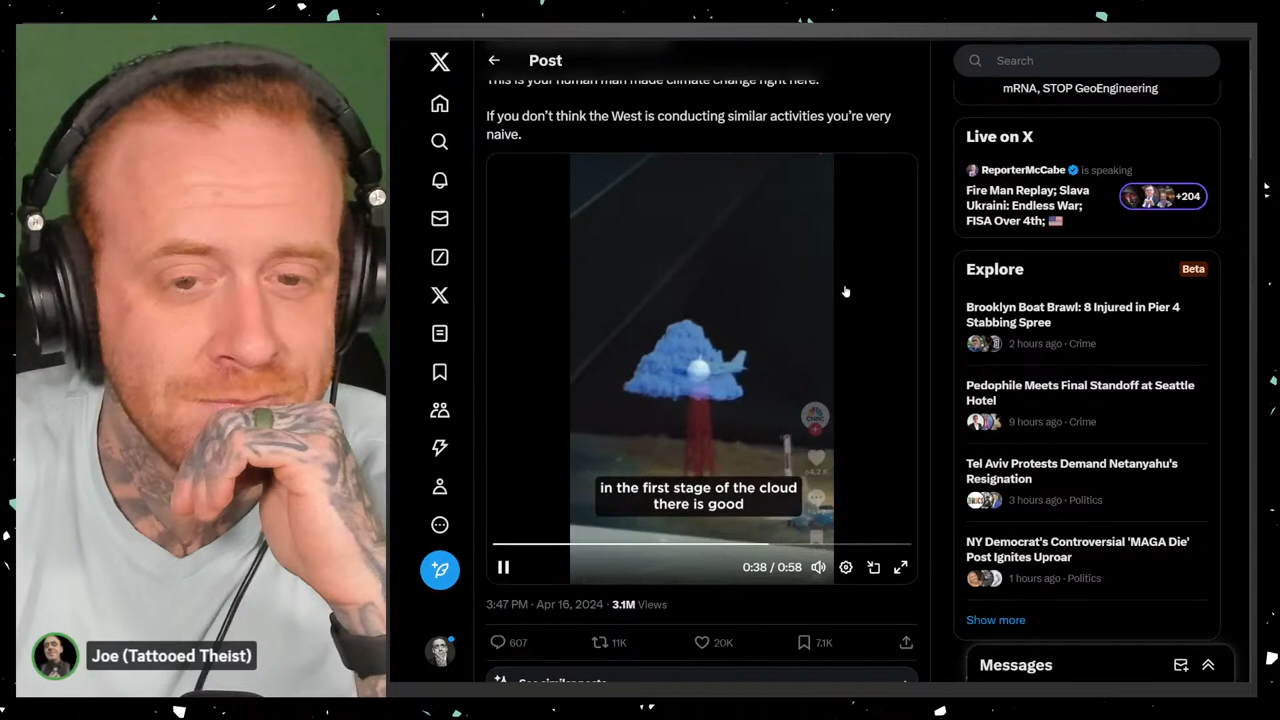 Post
This is your human man made climate change right here.
If you don't think the West is conducting similar activities you're very
naive.
CNBC
64.2K
in the first stage of the cloud
there is good
0:38 / 0:58
3:47 PM · Apr 16, 2024 · 3.1M Views
607
11K
20K
7.1K
See similar posts
Search
mRNA, STOP GeoEngineering
Live on X
ReporterMcCabe is speaking
Fire Man Replay; Slava
Ukraini: Endless War;
FISA Over 4th; 🇺🇸
+204
Explore
Beta
Brooklyn Boat Brawl: 8 Injured in Pier 4
Stabbing Spree
2 hours ago · Crime
Pedophile Meets Final Standoff at Seattle
Hotel
9 hours ago · Crime
Tel Aviv Protests Demand Netanyahu's
Resignation
3 hours ago · Politics
NY Democrat's Controversial 'MAGA Die'
Post Ignites Uproar
1 hours ago · Politics
Show more
Messages
Joe (Tattooed Theist)